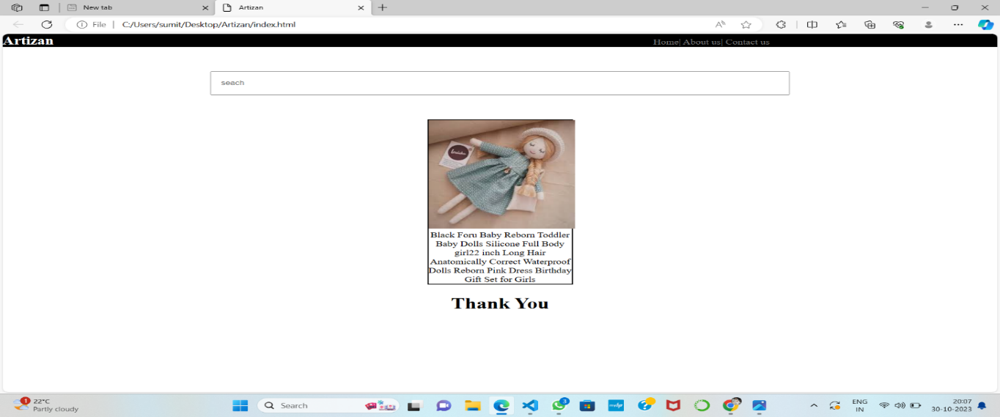 New tab
Artizan
File
C:/Users/sumit/Desktop/Artizan/index.html
Artizan
Home| About us| Contact us
seach
Black Foru Baby Reborn Toddler
Baby Dolls Silicone Full Body
girl22 inch Long Hair
Anatomically Correct Waterproof
Dolls Reborn Pink Dress Birthday
Gift Set for Girls
Thank You
1
22°C
Partly cloudy
Search
3
ENG
IN
20:07
30-10-2023